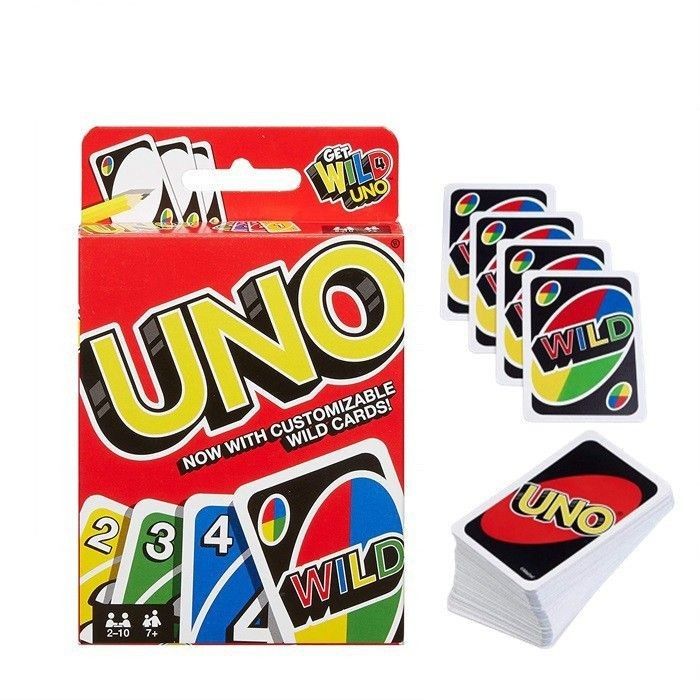 GET
WILD 4
UNO
UNO®
NOW WITH CUSTOMIZABLE
WILD CARDS!
2
3
4
WILD
2-10
7+
WILD
UNO